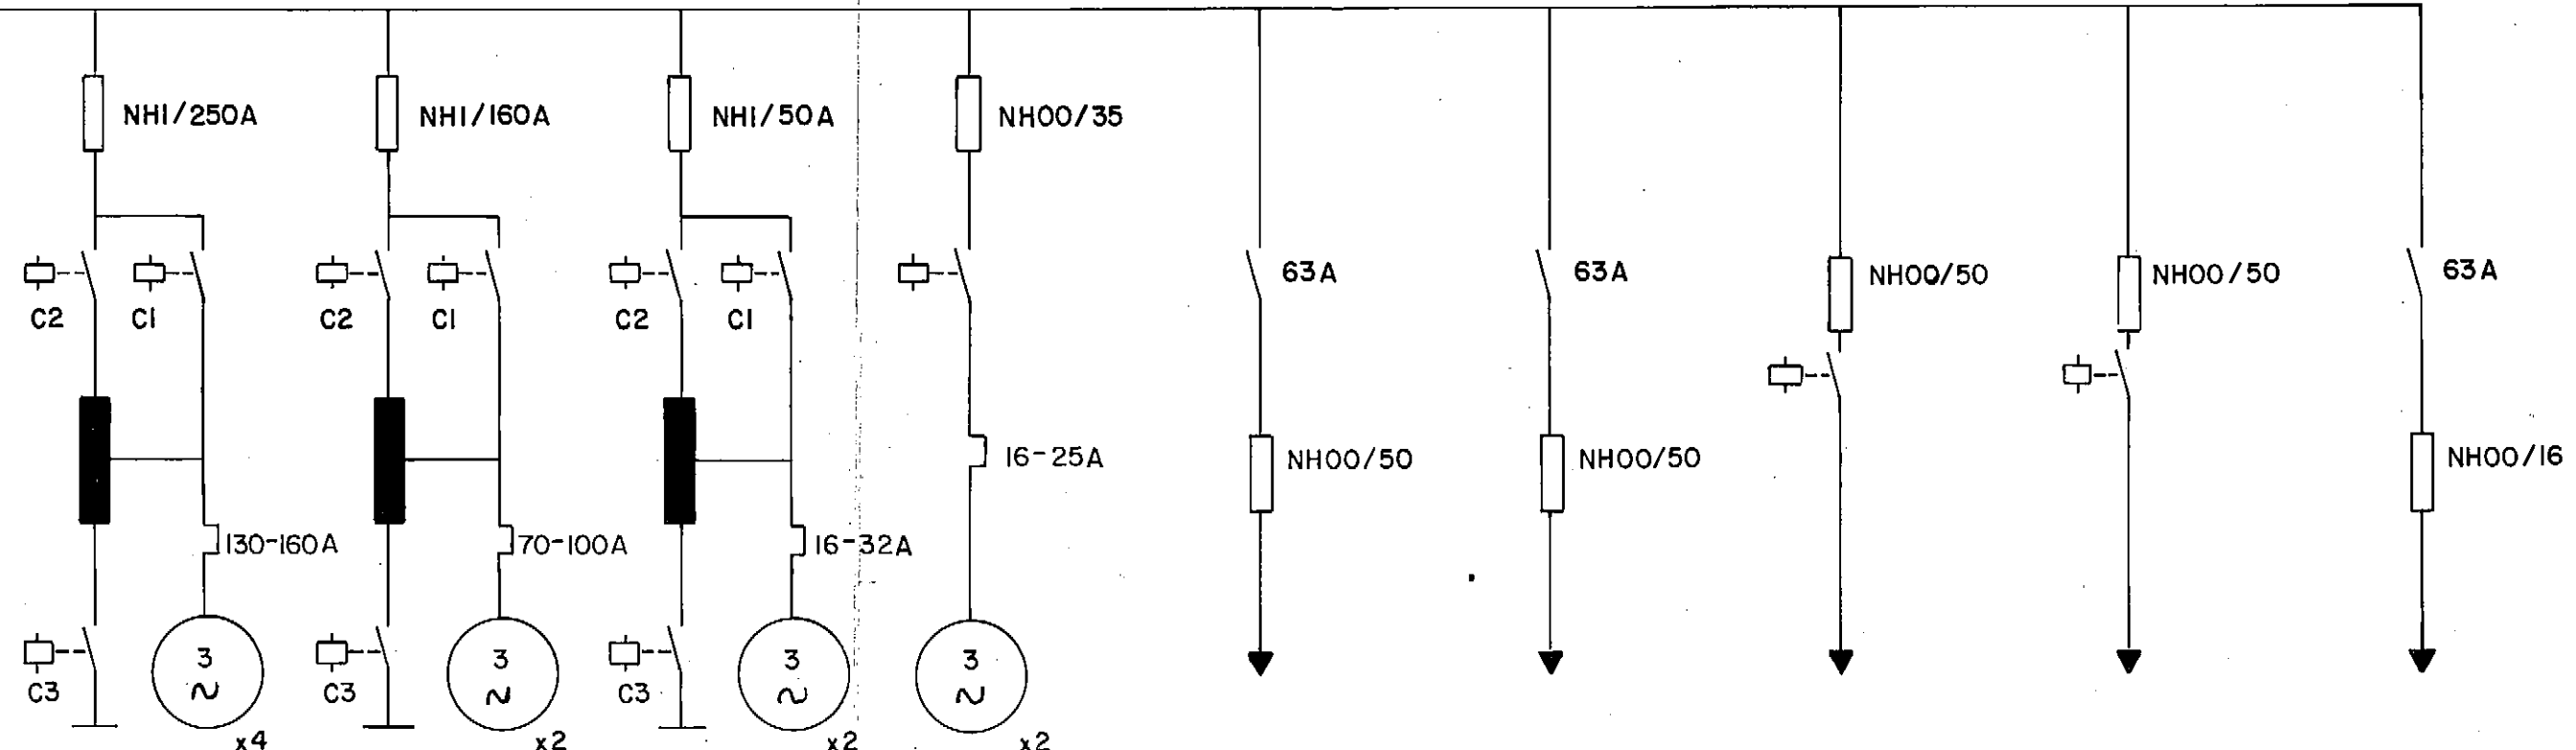 NH1/250A
NH1/160A
NH1/50A
NH00/35
C2
C1
C2
C1
C2
C1
63A
63A
NH00/50
NH00/50
63A
16-25A
NH00/50
NH00/50
NH00/16
130-160A
70-100A
16-32A
C3
3
~
C3
3
~
C3
3
~
3
~
x4
x2
x2
x2